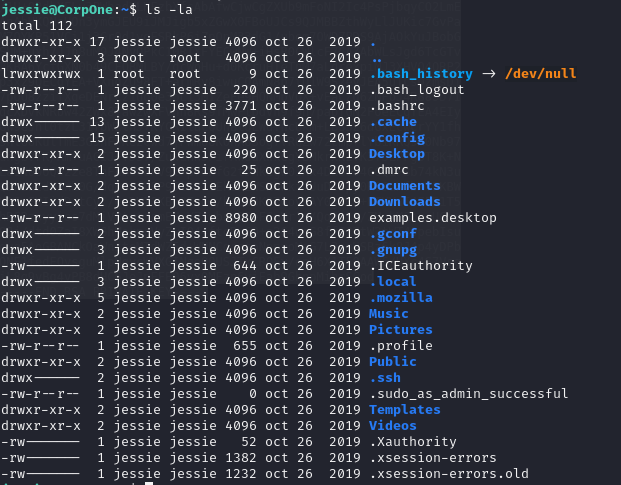 jessie@CorpOne:~$ ls -la
total 112
drwxr-xr-x 17 jessie jessie 4096 oct 26  2019 .
drwxr-xr-x  3 root   root   4096 oct 26  2019 ..
lrwxrwxrwx  1 root   root      9 oct 26  2019 .bash_history -> /dev/null
-rw-r--r--  1 jessie jessie  220 oct 26  2019 .bash_logout
-rw-r--r--  1 jessie jessie 3771 oct 26  2019 .bashrc
drwx------ 13 jessie jessie 4096 oct 26  2019 .cache
drwx------ 15 jessie jessie 4096 oct 26  2019 .config
drwxr-xr-x  2 jessie jessie 4096 oct 26  2019 Desktop
-rw-r--r--  1 jessie jessie   25 oct 26  2019 .dmrc
drwxr-xr-x  2 jessie jessie 4096 oct 26  2019 Documents
drwxr-xr-x  2 jessie jessie 4096 oct 26  2019 Downloads
-rw-r--r--  1 jessie jessie 8980 oct 26  2019 examples.desktop
drwx------  2 jessie jessie 4096 oct 26  2019 .gconf
drwx------  3 jessie jessie 4096 oct 26  2019 .gnupg
-rw-------  1 jessie jessie  644 oct 26  2019 .ICEauthority
drwx------  3 jessie jessie 4096 oct 26  2019 .local
drwxr-xr-x  5 jessie jessie 4096 oct 26  2019 .mozilla
drwxr-xr-x  2 jessie jessie 4096 oct 26  2019 Music
drwxr-xr-x  2 jessie jessie 4096 oct 26  2019 Pictures
-rw-r--r--  1 jessie jessie  655 oct 26  2019 .profile
drwxr-xr-x  2 jessie jessie 4096 oct 26  2019 Public
drwx------  2 jessie jessie 4096 oct 26  2019 .ssh
-rw-r--r--  1 jessie jessie    0 oct 26  2019 .sudo_as_admin_successful
drwxr-xr-x  2 jessie jessie 4096 oct 26  2019 Templates
drwxr-xr-x  2 jessie jessie 4096 oct 26  2019 Videos
-rw-------  1 jessie jessie   52 oct 26  2019 .Xauthority
-rw-------  1 jessie jessie 1382 oct 26  2019 .xsession-errors
-rw-------  1 jessie jessie 1232 oct 26  2019 .xsession-errors.old